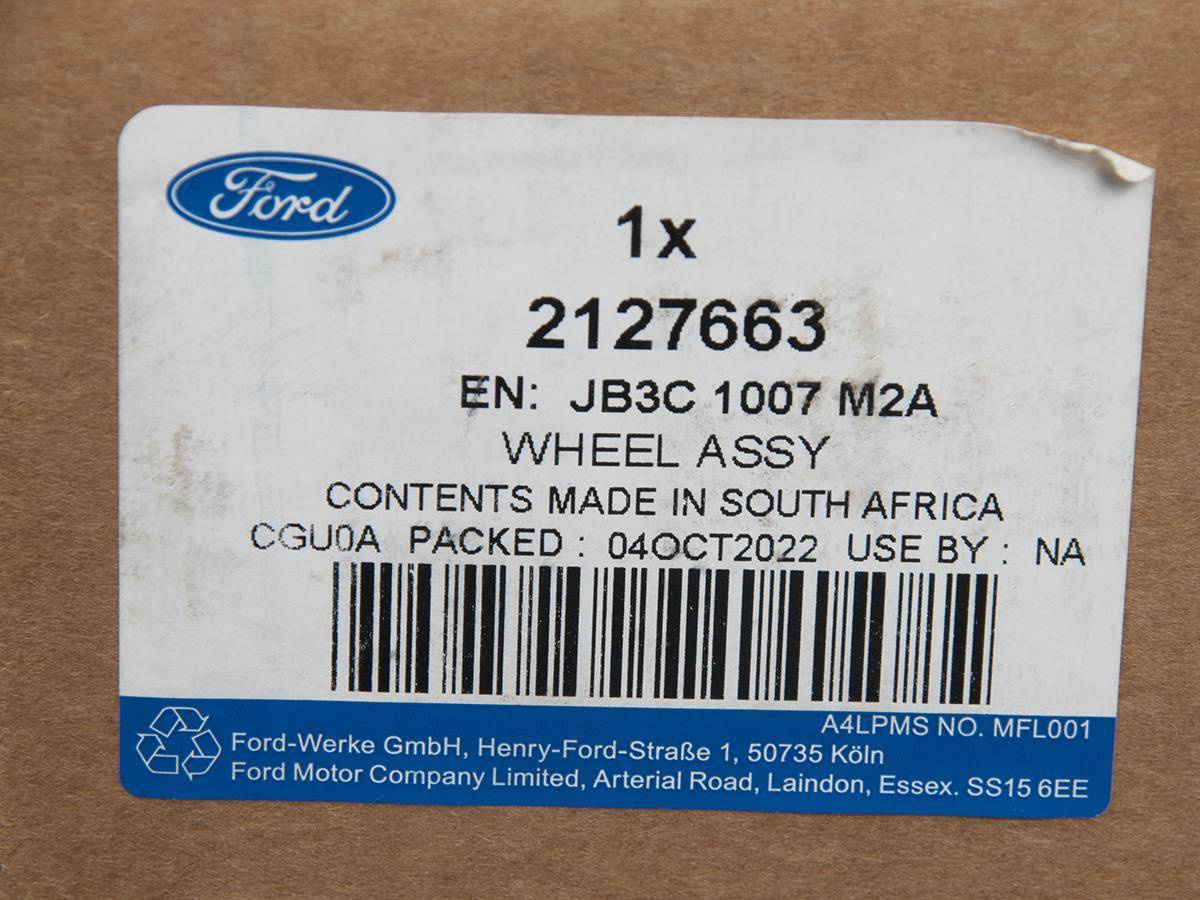 Ford
1x
2127663
EN: JB3C 1007 M2A
WHEEL ASSY
CONTENTS MADE IN SOUTH AFRICA
CGU0A PACKED : 04OCT2022 USE BY : NA
A4LPMS NO. MFL001
Ford-Werke GmbH, Henry-Ford-Straße 1, 50735 Köln
Ford Motor Company Limited, Arterial Road, Laindon, Essex. SS15 6EE